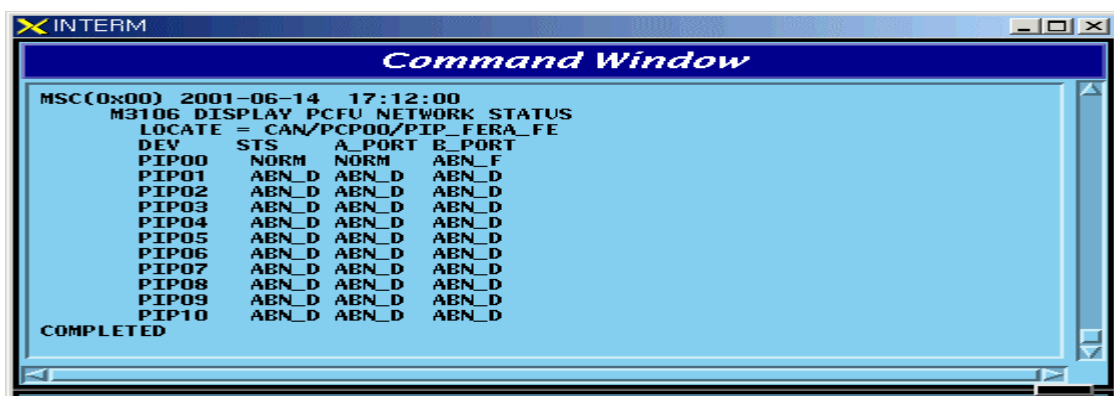 INTERM
Command Window
MSC(0x00) 2001-06-14 17:12:00
M3106 DISPLAY PCFU NETWORK STATUS
LOCATE = CAN/PCP00/PIP_FERA_FE
DEV STS A_PORT B_PORT
PIP00 NORM NORM ABN_F
PIP01 ABN_D ABN_D ABN_D
PIP02 ABN_D ABN_D ABN_D
PIP03 ABN_D ABN_D ABN_D
PIP04 ABN_D ABN_D ABN_D
PIP05 ABN_D ABN_D ABN_D
PIP06 ABN_D ABN_D ABN_D
PIP07 ABN_D ABN_D ABN_D
PIP08 ABN_D ABN_D ABN_D
PIP09 ABN_D ABN_D ABN_D
PIP10 ABN_D ABN_D ABN_D
COMPLETED